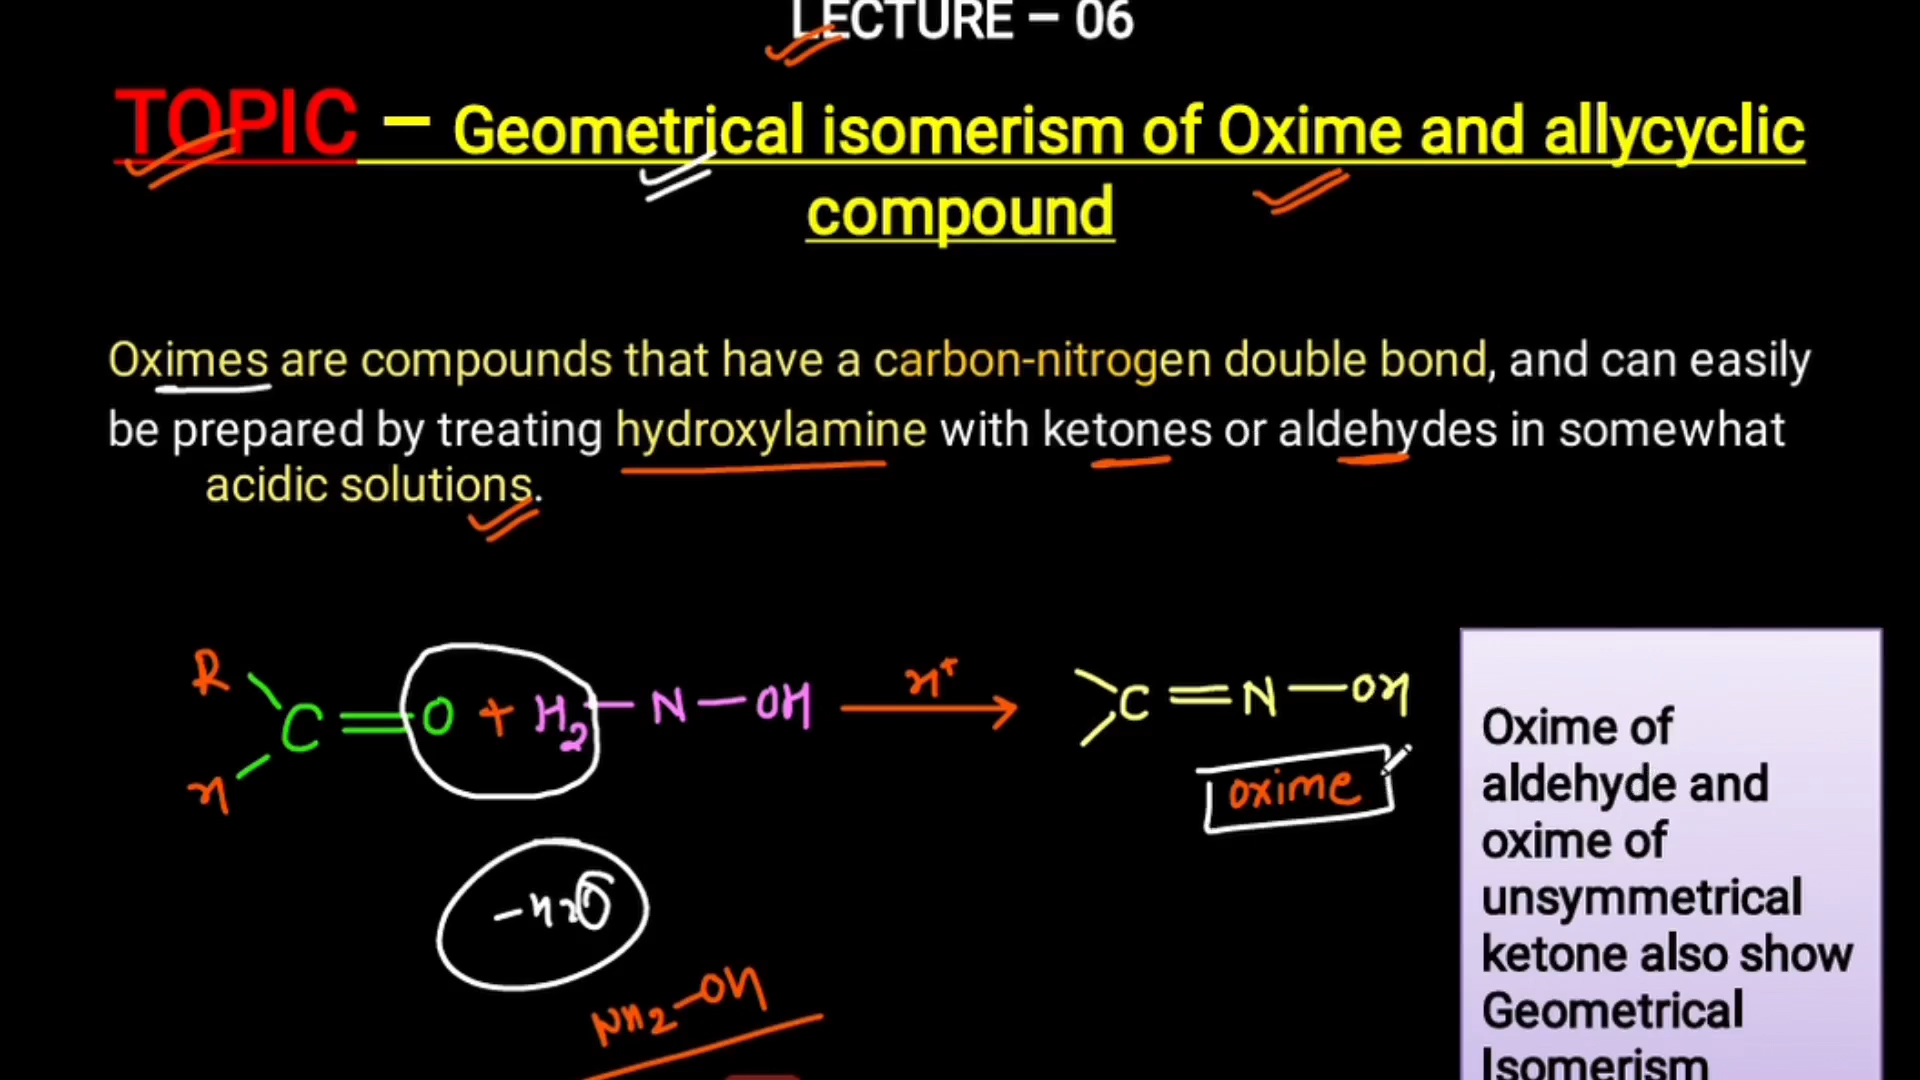 LECTURE – 06
TOPIC – Geometrical isomerism of Oxime and allycyclic
compound
Oximes are compounds that have a carbon-nitrogen double bond, and can easily
be prepared by treating hydroxylamine with ketones or aldehydes in somewhat
acidic solutions.
R
C=O + H2-N-OH
H+
C=N-OH
H
oxime
-H2O
NH2-OH
Oxime of
aldehyde and
oxime of
unsymmetrical
ketone also show
Geometrical
Isomerism